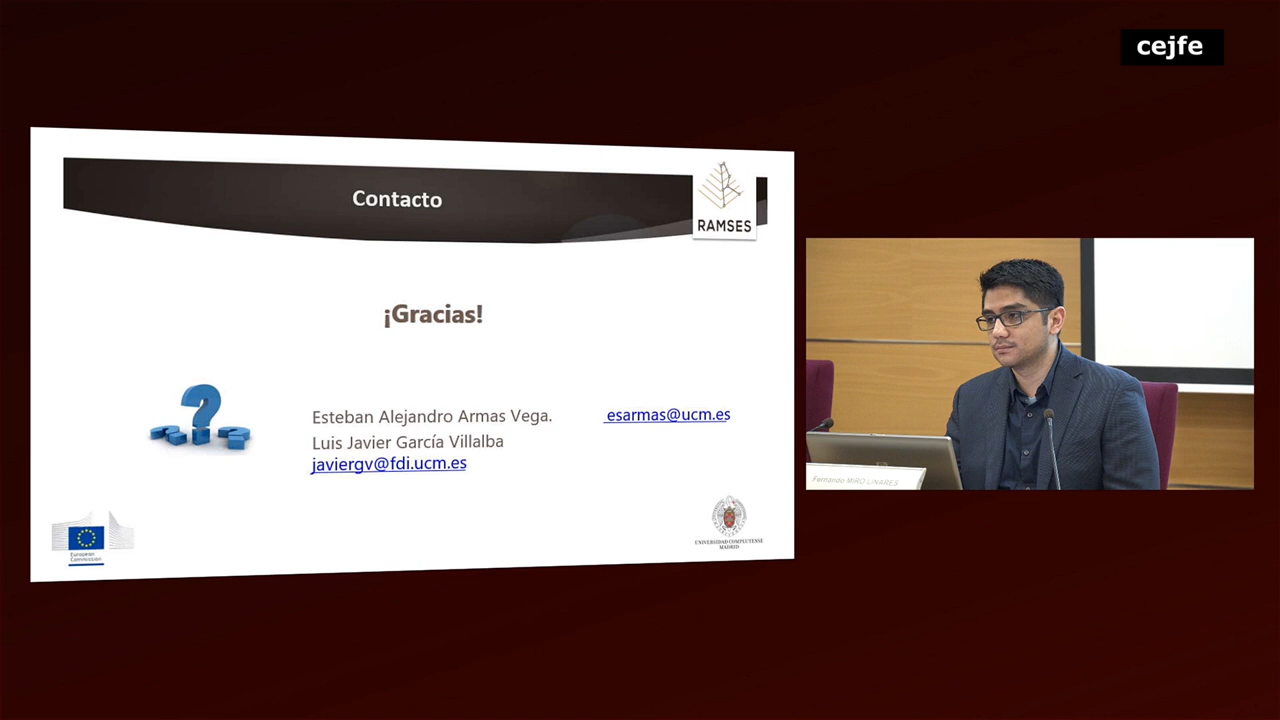 cejfe
Contacto
RAMSES
¡Gracias!
Esteban Alejandro Armas Vega. esarmas@ucm.es
Luis Javier García Villalba
javiergv@fdi.ucm.es
European
Commission
UNIVERSIDAD COMPLUTENSE
MADRID
Fernando MIRÓ LINARES